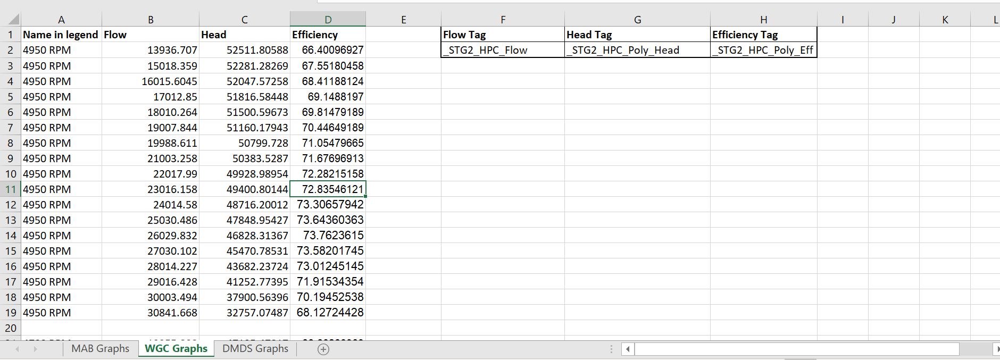 A B C D E F G H I J K L
1 Name in legend Flow Head Efficiency Flow Tag Head Tag Efficiency Tag
2 4950 RPM 13936.707 52511.80588 66.40096927 _STG2_HPC_Flow _STG2_HPC_Poly_Head _STG2_HPC_Poly_Eff
3 4950 RPM 15018.359 52281.28269 67.55180458
4 4950 RPM 16015.6045 52047.57258 68.41188124
5 4950 RPM 17012.85 51816.58448 69.1488197
6 4950 RPM 18010.264 51500.59673 69.81479189
7 4950 RPM 19007.844 51160.17943 70.44649189
8 4950 RPM 19988.611 50799.728 71.05479665
9 4950 RPM 21003.258 50383.5287 71.67696913
10 4950 RPM 22017.99 49928.98954 72.28215158
11 4950 RPM 23016.158 49400.80144 72.83546121
12 4950 RPM 24014.58 48716.20012 73.30657942
13 4950 RPM 25030.486 47848.95427 73.64360363
14 4950 RPM 26029.832 46828.31367 73.7623615
15 4950 RPM 27030.102 45470.78531 73.58201745
16 4950 RPM 28014.227 43682.23724 73.01245145
17 4950 RPM 29016.428 41252.77395 71.91534354
18 4950 RPM 30003.494 37900.56396 70.19452538
19 4950 RPM 30841.668 32757.07487 68.12724428
20
MAB Graphs WGC Graphs DMDS Graphs